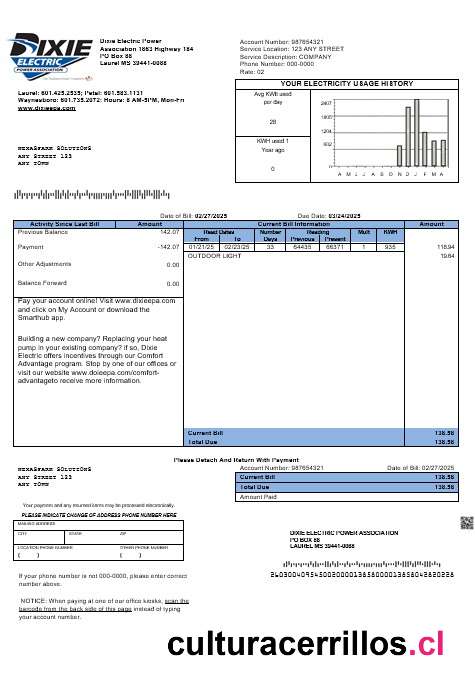 DIXIE
ELECTRIC
POWER ASSOCIATION
Dixie Electric Power
Association 1863 Highway 184
PO Box 88
Laurel MS 39441-0088
Laurel: 601.425.2535; Petal: 601.583.1131
Waynesboro: 601.735.2072; Hours: 8 AM-5PM, Mon-Fri
www.dixieepa.com
Account Number: 987654321
Service Location: 123 ANY STREET
Service Description: COMPANY
Phone Number: 000-0000
Rate: 02
YOUR ELECTRICITY USAGE HISTORY
Avg KWH used
per day
28
KWH used 1
Year ago
0
2407
1805
1204
602
0
A M J J A S O N D J F M A
HEXASPARK SOLUTIONS
ANY STREET 123
ANY TOWN
Date of Bill: 02/27/2025 Due Date: 03/24/2025
Activity Since Last Bill Amount
Previous Balance 142.07
Payment -142.07
Other Adjustments 0.00
Balance Forward 0.00
Current Bill Information Amount
Read Dates Number Reading Mult KWH
From To Days Previous Present
01/21/25 02/23/25 33 64435 66371 1 935 118.94
OUTDOOR LIGHT 19.64
Pay your account online! Visit www.dixieepa.com
and click on My Account or download the
Smarthub app.
Building a new company? Replacing your heat
pump in your existing company? if so, Dixie
Electric offers incentives through our Comfort
Advantage program. Stop by one of our offices or
visit our website www.doieepa.com/comfort-
advantageto receive more information.
Current Bill 138.58
Total Due 138.58
Please Detach And Return With Payment
HEXASPARK SOLUTIONS
ANY STREET 123
ANY TOWN
Account Number: 987654321 Date of Bill: 02/27/2025
Current Bill 138.58
Total Due 138.58
Amount Paid
Your payment and any returned items may be processed electronically.
PLEASE INDICATE CHANGE OF ADDRESS PHONE NUMBER HERE
MAILING ADDRESS
CITY STATE ZIP
LOCATION PHONE NUMBER OTHER PHONE NUMBER
( ) ( )
DIXIE ELECTRIC POWER ASSOCIATION
PO BOX 88
LAUREL MS 39441-0088
If your phone number is not 000-0000, please enter correct
number above.
NOTICE: When paying at one of our office kiosks, scan the
barcode from the back side of this page instead of typing
your account number.
culturacerrillos.cl